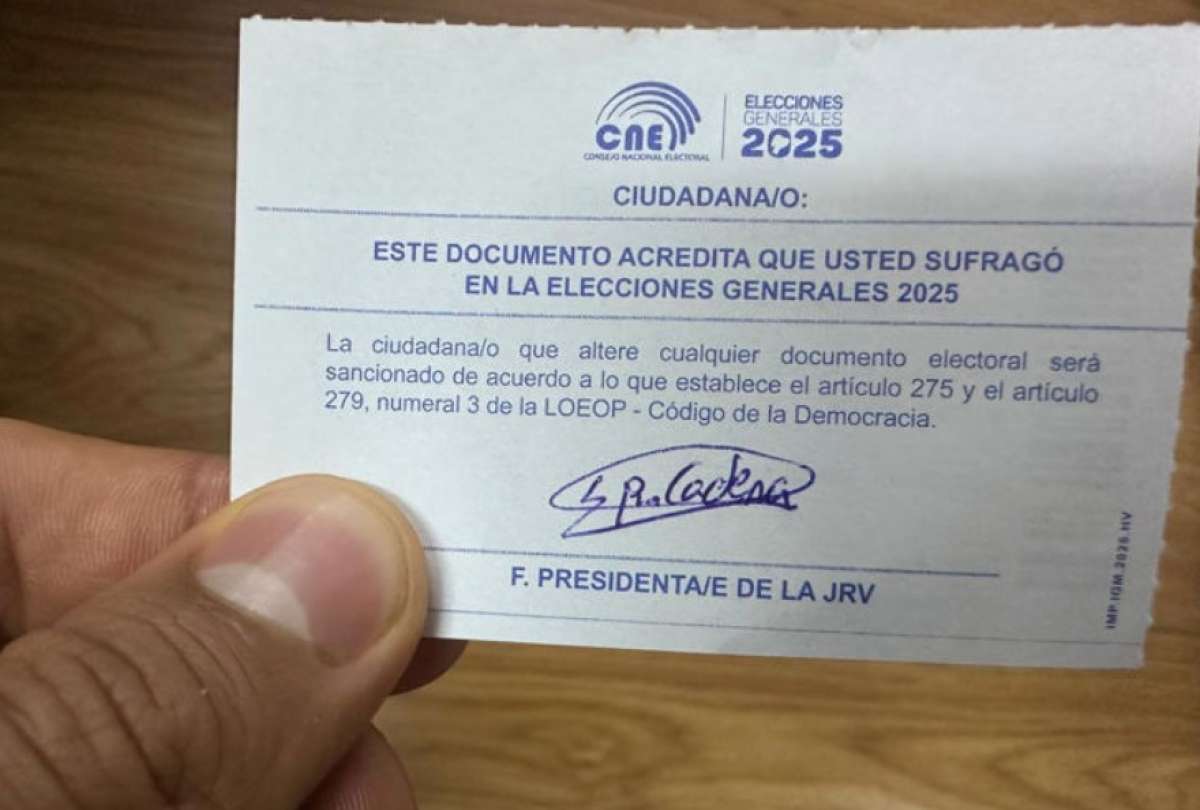 CNE
CONSEJO NACIONAL ELECTORAL
ELECCIONES
GENERALES
2025
CIUDADANA/O:
ESTE DOCUMENTO ACREDITA QUE USTED SUFRAGÓ
EN LA ELECCIONES GENERALES 2025
La ciudadana/o que altere cualquier documento electoral será
sancionado de acuerdo a lo que establece el artículo 275 y el artículo
279, numeral 3 de la LOEOP - Código de la Democracia.
Cadena
F. PRESIDENTA/E DE LA JRV